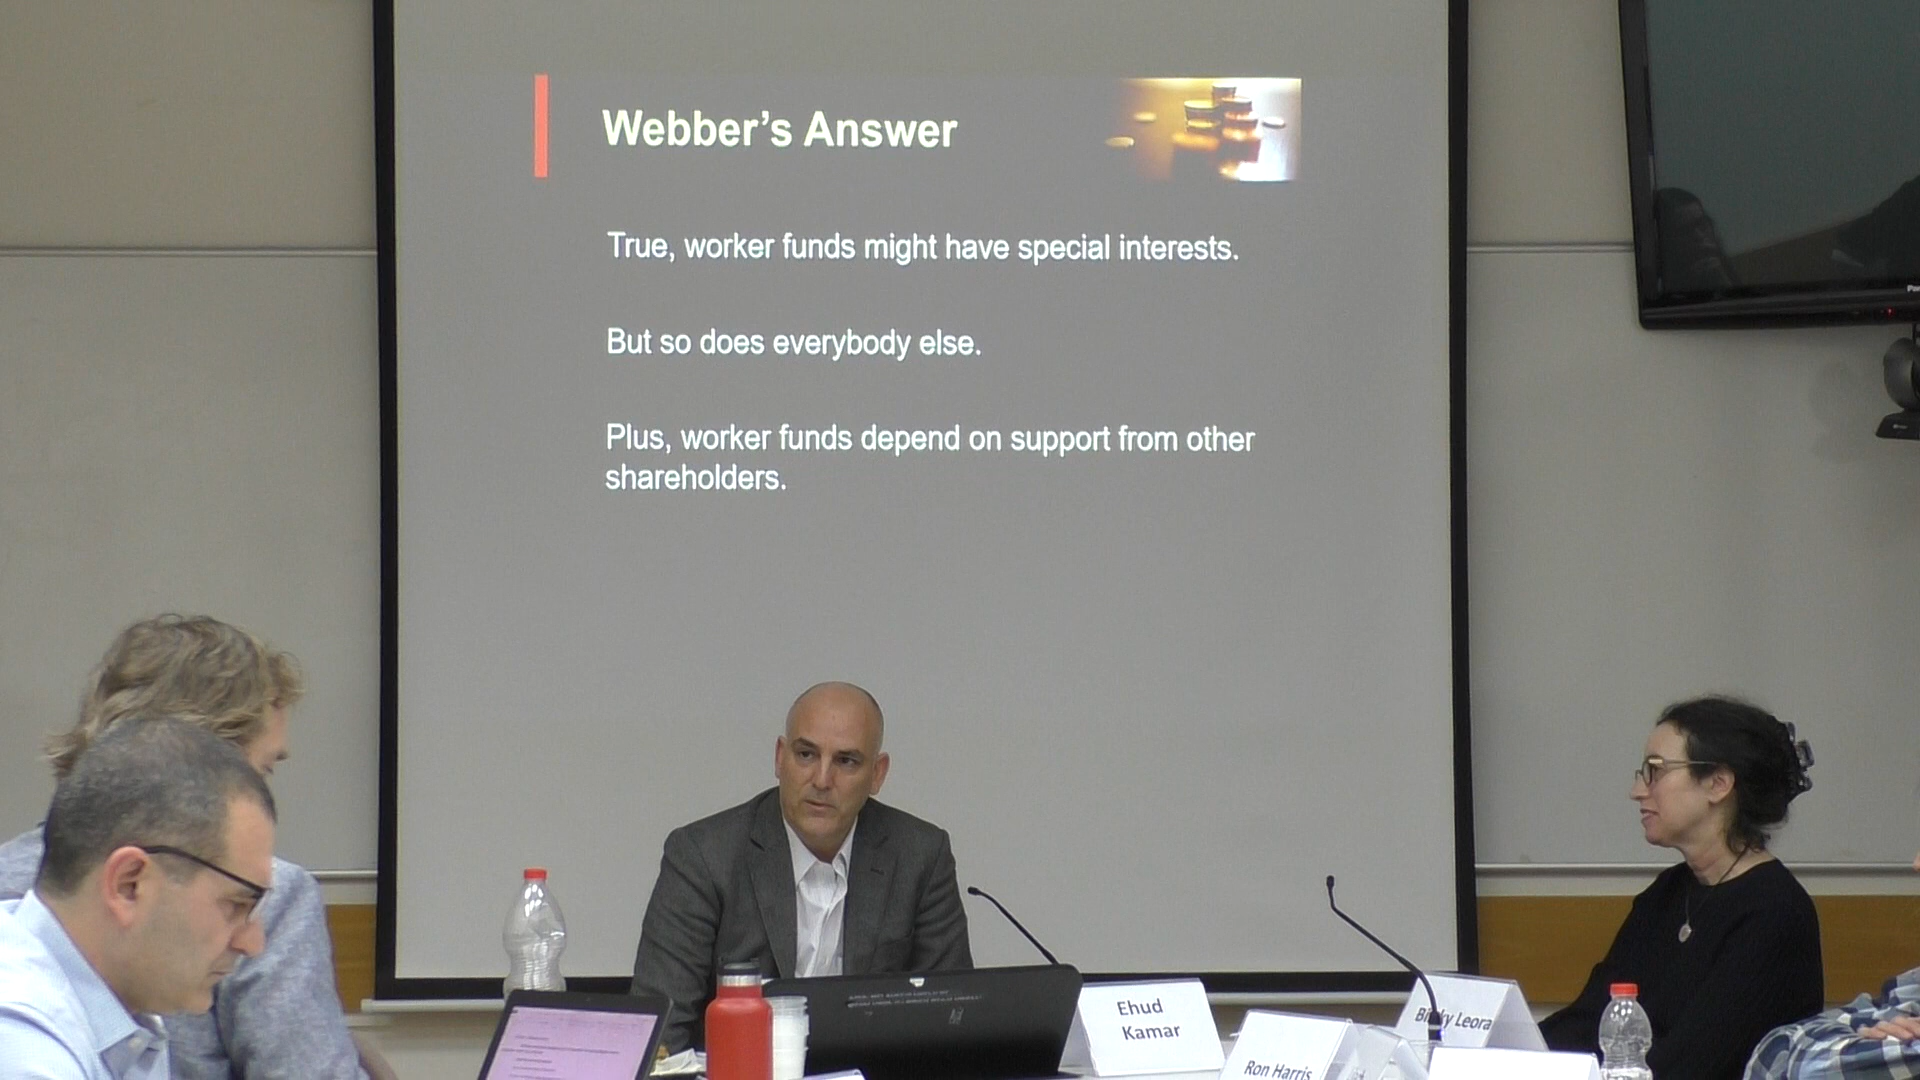 Webber's Answer
True, worker funds might have special interests.
But so does everybody else.
Plus, worker funds depend on support from other
shareholders.
Ehud
Kamar
Leora
Ron Harris